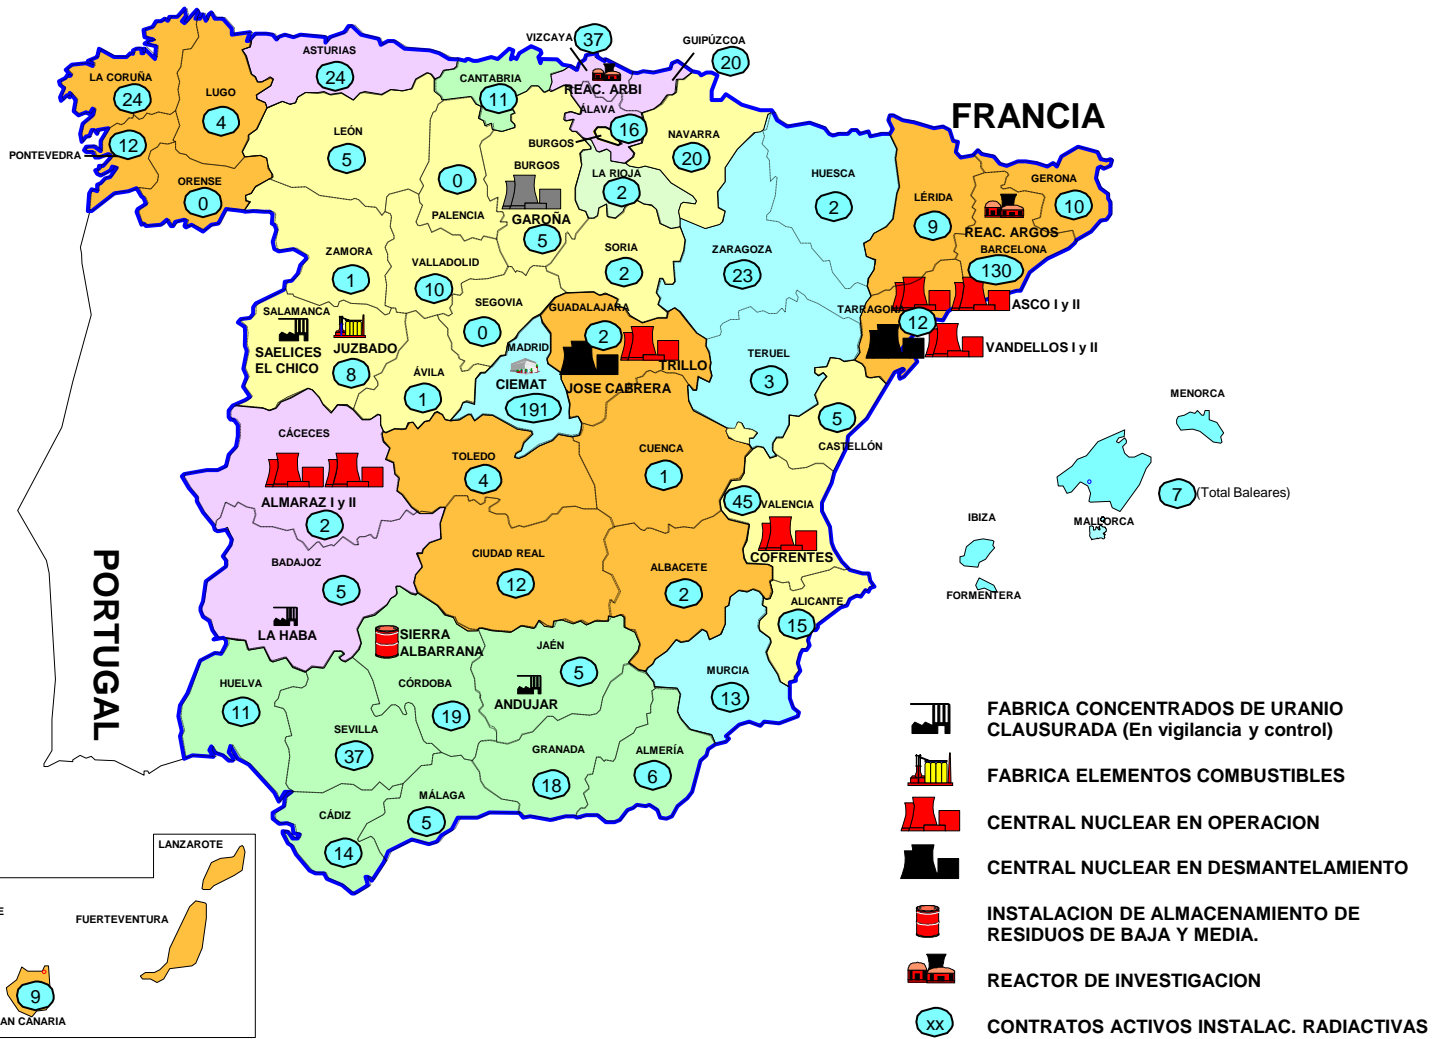 VIZCAYA
37
GUIPÚZCOA
20
ASTURIAS
24
CANTABRIA
11
REAC. ARBI
LA CORUÑA
24
LUGO
4
ÁLAVA
16
FRANCIA
PONTEVEDRA
12
LEÓN
5
BURGOS
NAVARRA
20
ORENSE
0
0
PALENCIA
BURGOS
GAROÑA
5
LA RIOJA
2
HUESCA
2
LÉRIDA
9
GERONA
10
REAC. ARGOS
BARCELONA
130
ZAMORA
1
VALLADOLID
10
SORIA
2
ZARAGOZA
23
SEGOVIA
0
GUADALAJARA
2
TRILLO
JOSE CABRERA
TARRAGONA
12
ASCO I y II
VANDELLOS I y II
SALAMANCA
SAELICES
EL CHICO
JUZBADO
8
ÁVILA
1
MADRID
CIEMAT
191
TERUEL
3
5
CASTELLÓN
MENORCA
CÁCECES
ALMARAZ I y II
2
TOLEDO
4
CUENCA
1
45
VALENCIA
COFRENTES
7
(Total Baleares)
MALLORCA
IBIZA
FORMENTERA
PORTUGAL
BADAJOZ
5
LA HABA
CIUDAD REAL
12
ALBACETE
2
ALICANTE
15
SIERRA
ALBARRANA
JAÉN
5
ANDUJAR
MURCIA
13
HUELVA
11
CÓRDOBA
19
SEVILLA
37
GRANADA
18
ALMERÍA
6
MÁLAGA
5
CÁDIZ
14
LANZAROTE
FUERTEVENTURA
E
9
AN CANARIA
FABRICA CONCENTRADOS DE URANIO
CLAUSURADA (En vigilancia y control)
FABRICA ELEMENTOS COMBUSTIBLES
CENTRAL NUCLEAR EN OPERACION
CENTRAL NUCLEAR EN DESMANTELAMIENTO
INSTALACION DE ALMACENAMIENTO DE
RESIDUOS DE BAJA Y MEDIA.
REACTOR DE INVESTIGACION
XX
CONTRATOS ACTIVOS INSTALAC. RADIACTIVAS